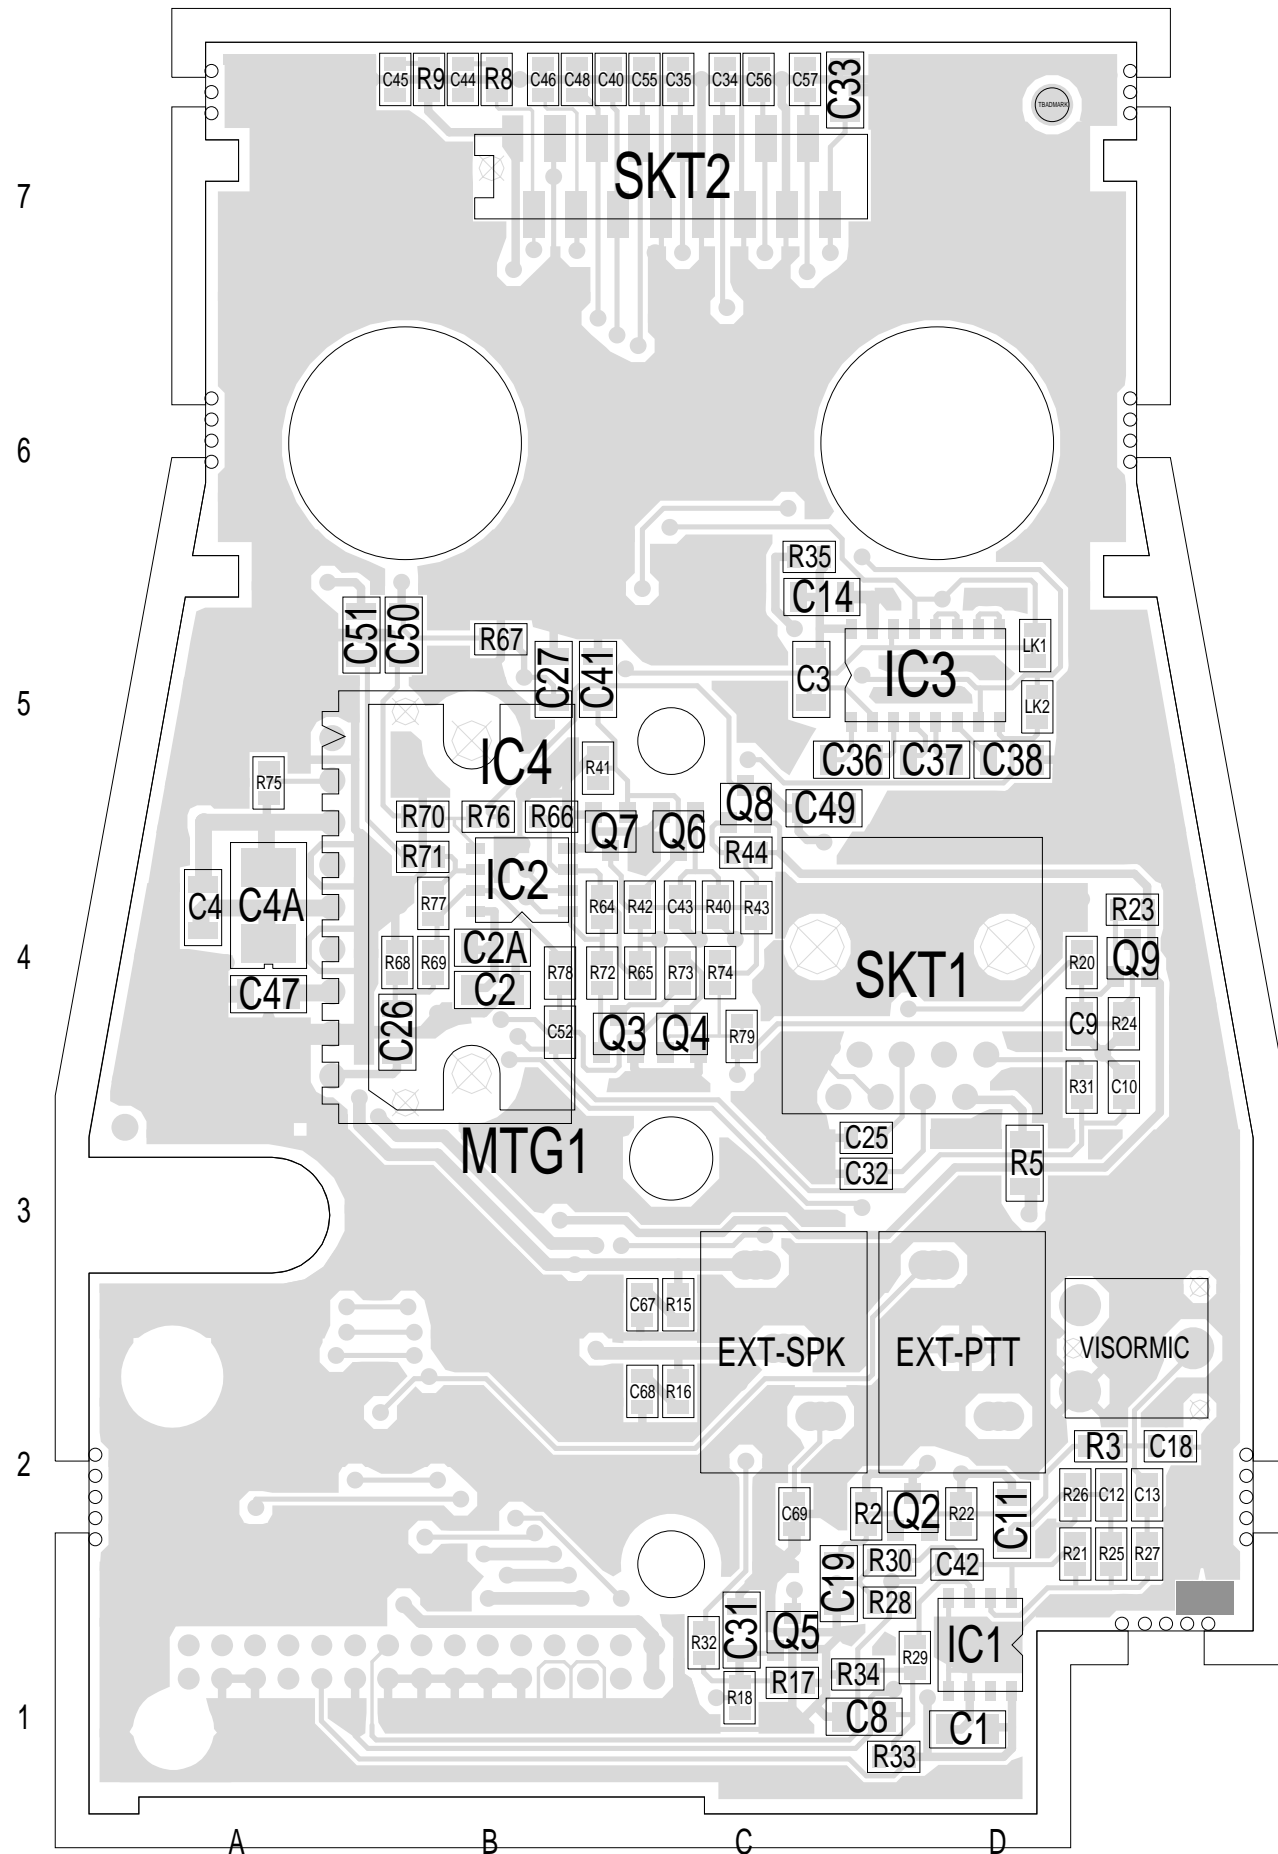 C45 R9 C44 R8 C46 C48 C40 C55 C35 C34 C56 C57 C33
TBADMARK
SKT2
7
6
R35
C14
C51 C50 R67 C27 C41
LK1
C3 IC3
5
LK2
IC4
C36 C37 C38
R41
R75
Q8 C49
R70 R76 R66 Q7 Q6
R71 R44
IC2
C4 C4A R77 R64 R42 C43 R40 R43 R23
C2A
4
R68 R69 R78 R72 R65 R73 R74 SKT1 R20 Q9
C47 C2
C26 C52 Q3 Q4 R79 C9 R24
R31 C10
MTG1
C25
C32 R5
3
C67 R15
EXT-SPK EXT-PTT VISORMIC
C68 R16
R3 C18
2
R26 C12 C13
C69 R2 Q2 R22 C11
R21 R25 R27
R30 C42
C19
R28
C31 Q5
R32 IC1
R29
R34
R17
R18
1
C8 C1
R33
A B C D